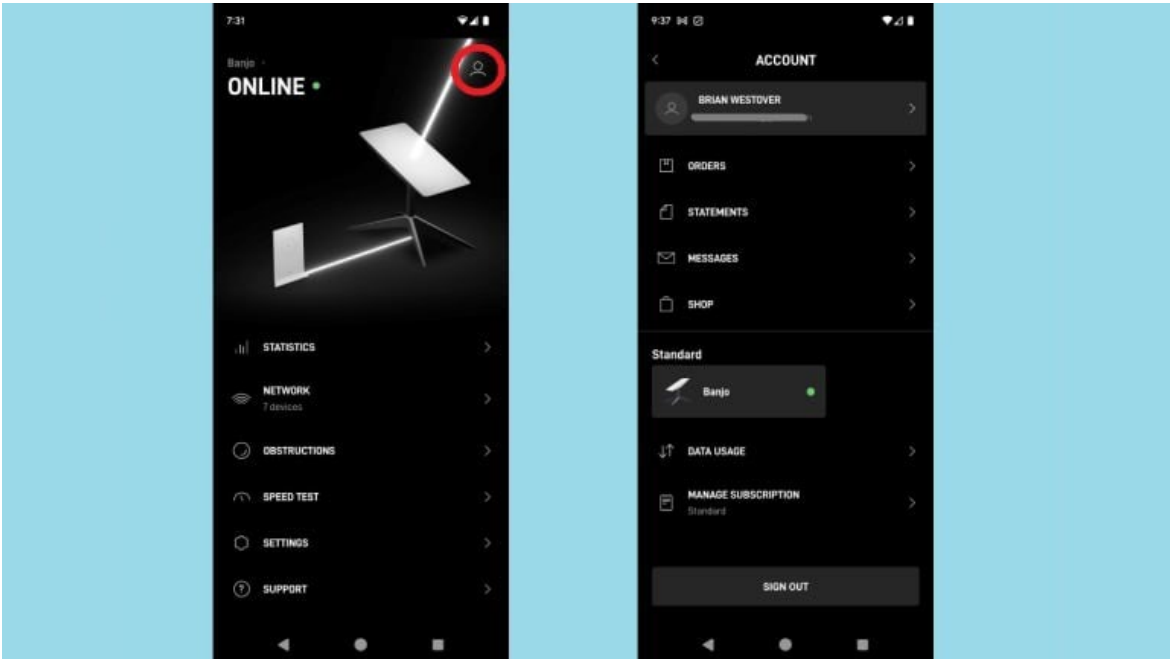 7:31
Banjo
ONLINE
STATISTICS
NETWORK
7 devices
OBSTRUCTIONS
SPEED TEST
SETTINGS
SUPPORT
9:37
ACCOUNT
BRIAN WESTOVER
ORDERS
STATEMENTS
MESSAGES
SHOP
Standard
Banjo
DATA USAGE
MANAGE SUBSCRIPTION
Standard
SIGN OUT